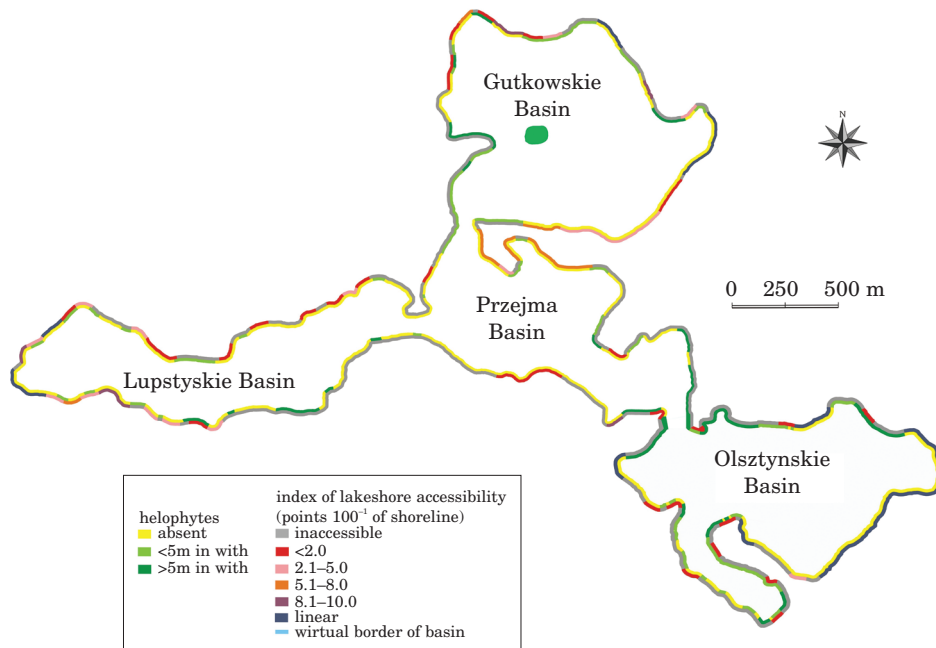 Gutkowskie
Basin
N
0 250 500 m
Przejma
Basin
Lupstyskie Basin
Olsztynskie
Basin
helophytes
absent
<5m in with
>5m in with
index of lakeshore accessibility
(points 100⁻¹ of shoreline)
inaccessible
<2.0
2.1–5.0
5.1–8.0
8.1–10.0
linear
wirtual border of basin